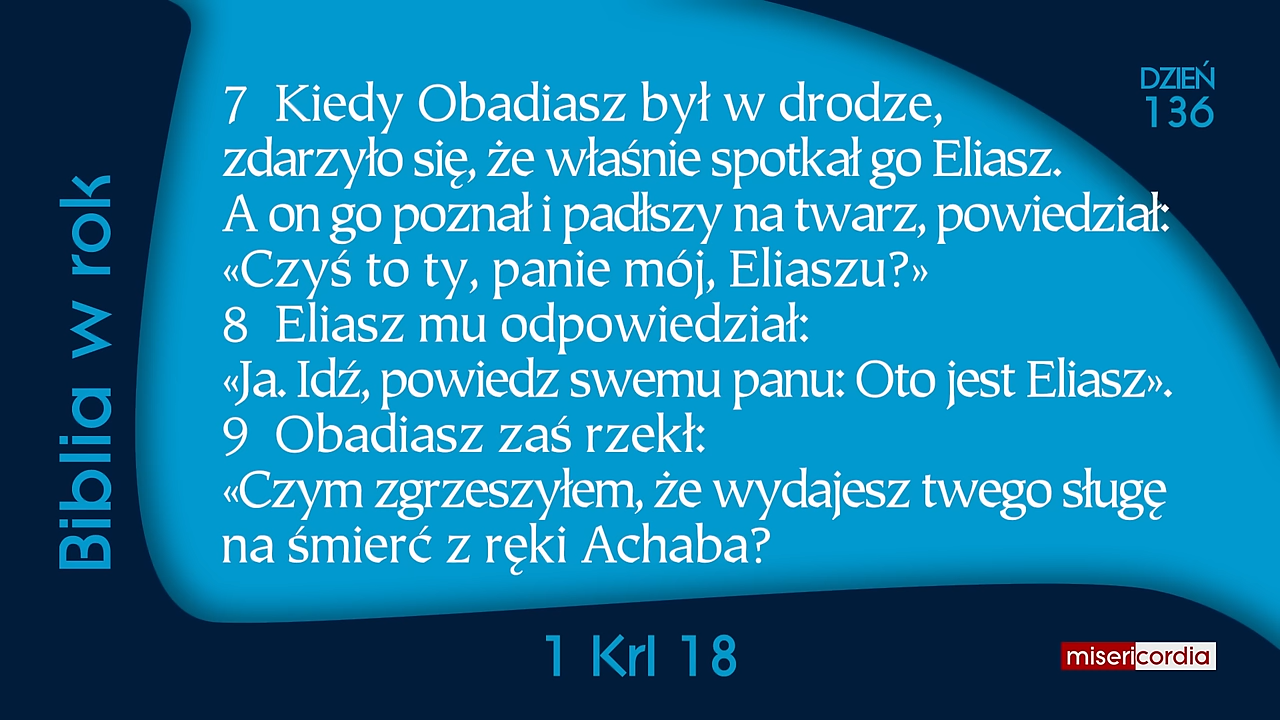 DZIEŃ
136
7 Kiedy Obadiasz był w drodze,
zdarzyło się, że właśnie spotkał go Eliasz.
A on go poznał i padłszy na twarz, powiedział:
«Czyś to ty, panie mój, Eliaszu?»
8 Eliasz mu odpowiedział:
«Ja. Idź, powiedz swemu panu: Oto jest Eliasz».
9 Obadiasz zaś rzekł:
«Czym zgrzeszyłem, że wydajesz twego sługę
na śmierć z ręki Achaba?
Biblia w rok
1 Krl 18
misericordia